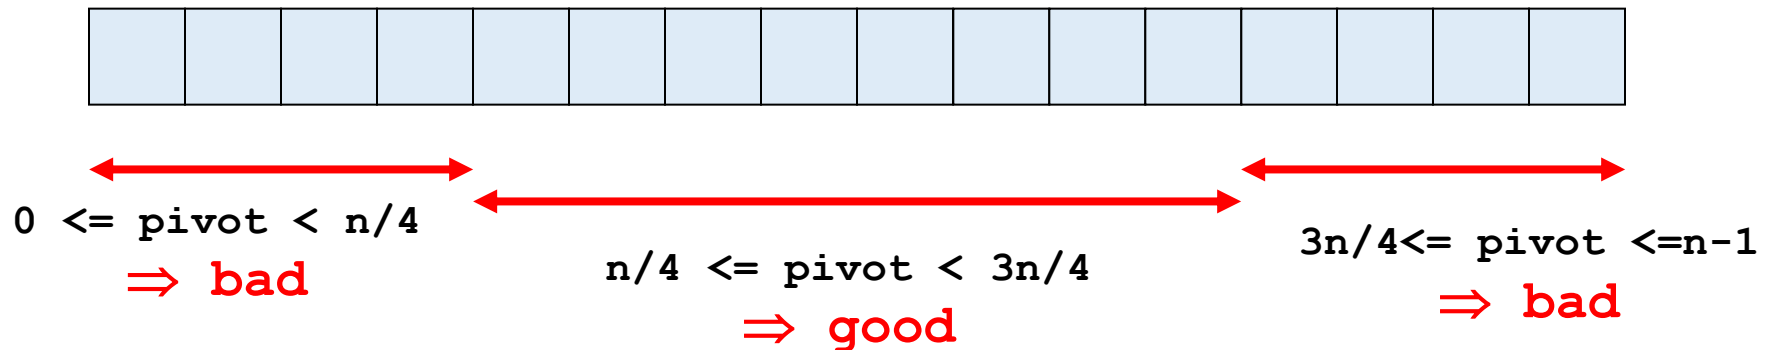 0 <= pivot < n/4
⇒ bad
n/4 <= pivot < 3n/4
⇒ good
3n/4<= pivot <=n-1
⇒ bad